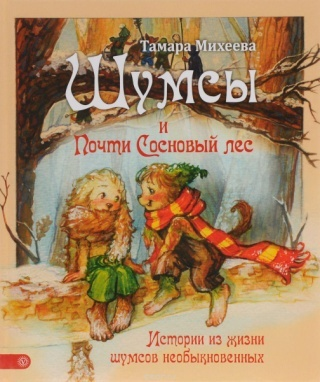 Тамара Михеева
Шумсы
и
Почти Сосновый лес
Истории из жизни
шумсов необыкновенных